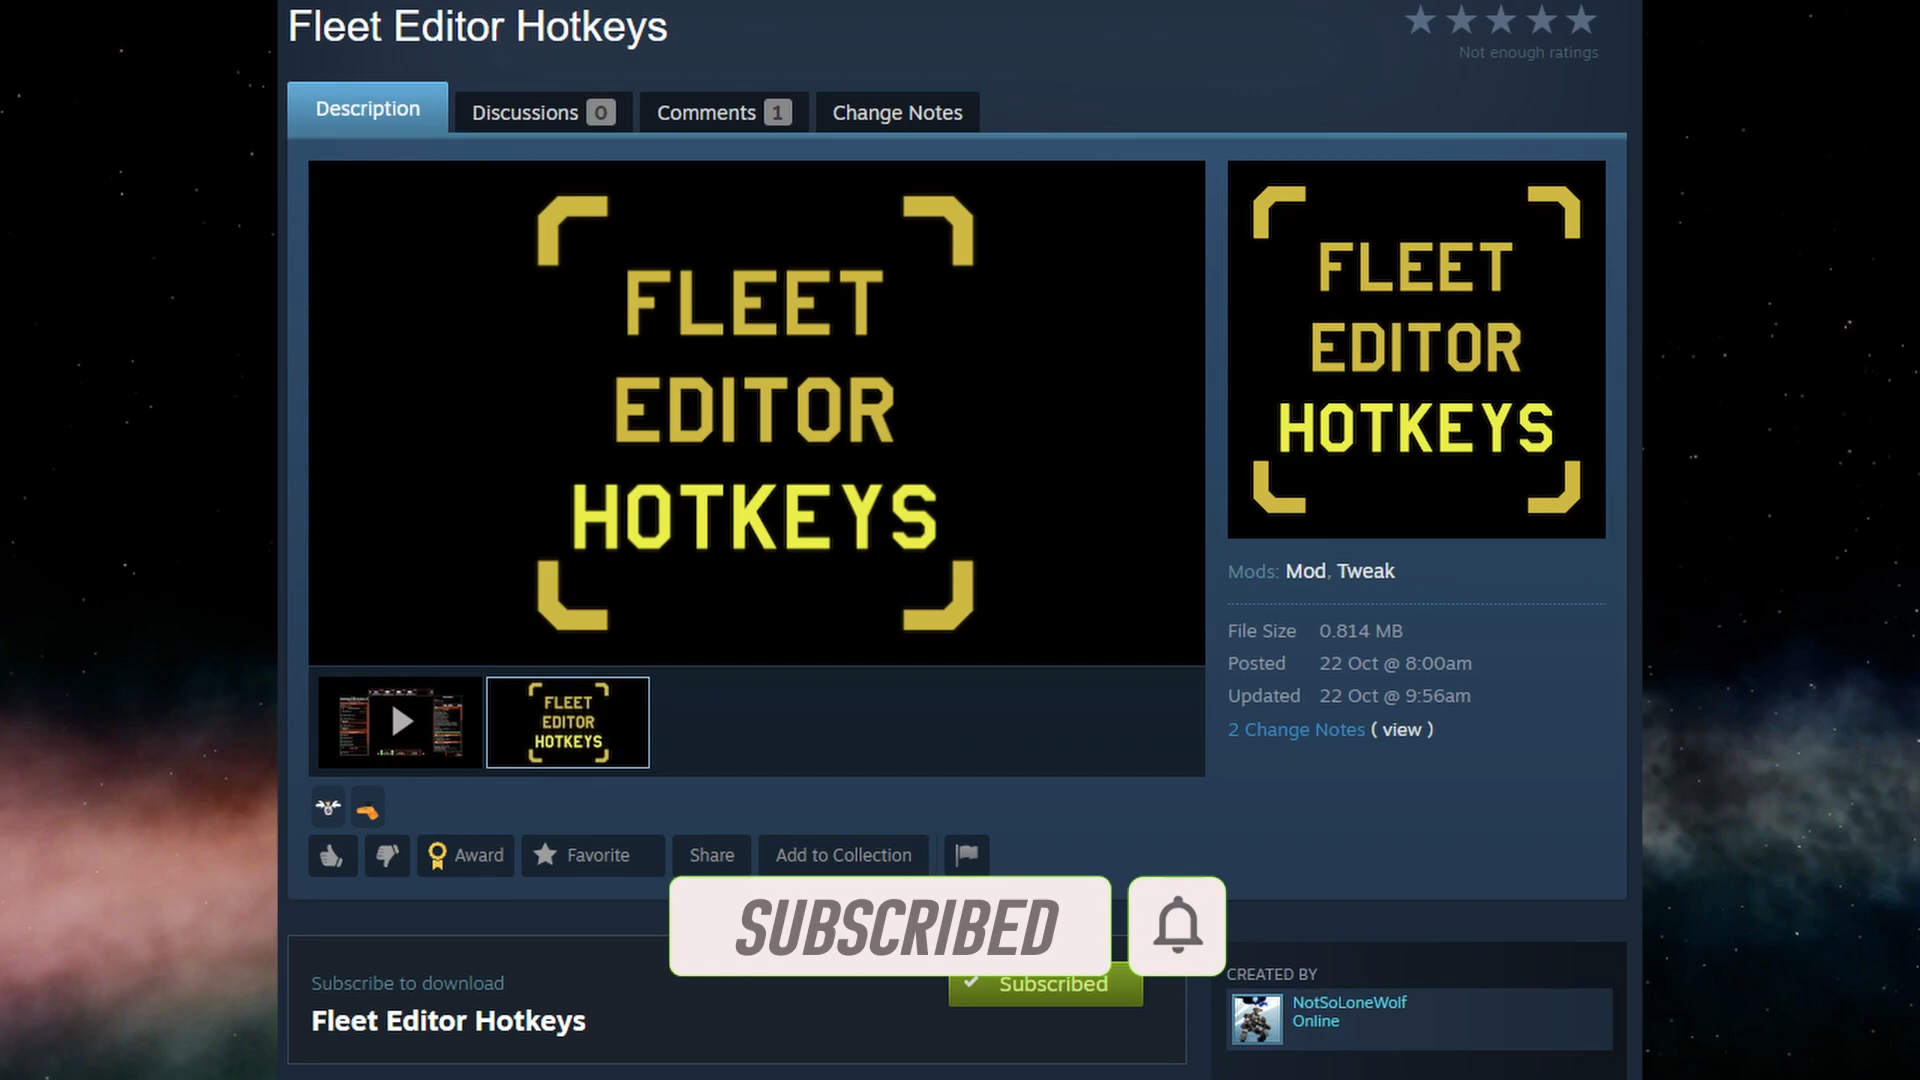 Fleet Editor Hotkeys
Not enough ratings
Description
Discussions 0
Comments 1
Change Notes
FLEET
EDITOR
HOTKEYS
FLEET
EDITOR
HOTKEYS
Mods: Mod, Tweak
File Size 0.814 MB
Posted 22 Oct @ 8:00am
Updated 22 Oct @ 9:56am
2 Change Notes ( view )
FLEET
EDITOR
HOTKEYS
Award
Favorite
Share
Add to Collection
SUBSCRIBED
Subscribe to download
Fleet Editor Hotkeys
Subscribed
CREATED BY
NotSoLoneWolf
Online